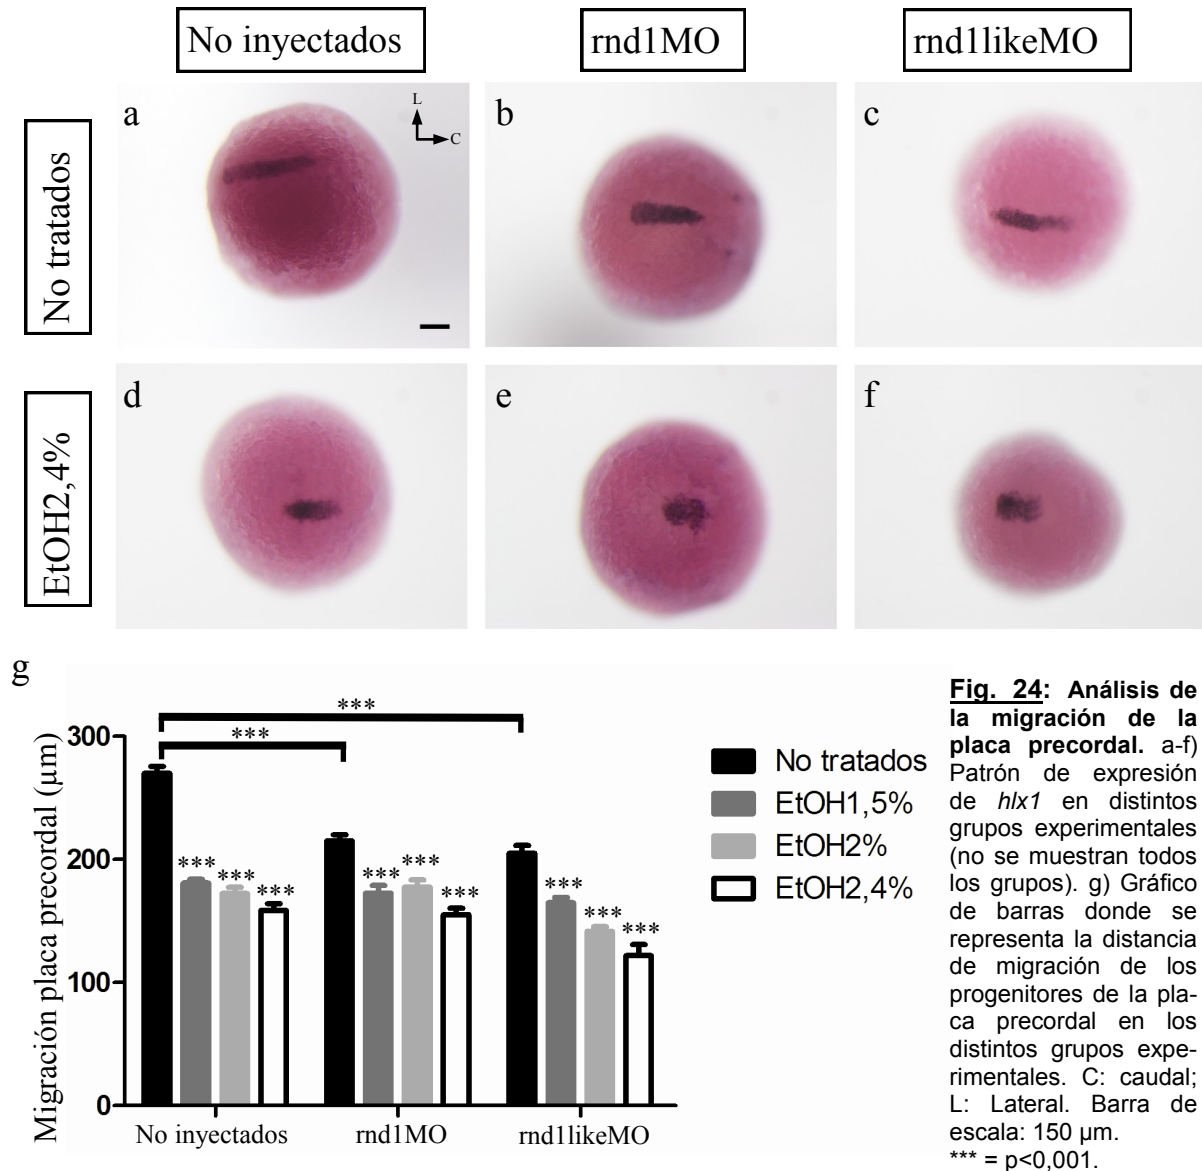 No inyectados
rnd1MO
rnd1likeMO
No tratados
a
L
C
b
c
EtOH2,4%
d
e
f
g
Migración placa precordal (µm)
300
200
100
0
***
***
*** *** ***
*** *** ***
*** *** ***
No inyectados
rnd1MO
rnd1likeMO
No tratados
EtOH1,5%
EtOH2%
EtOH2,4%
Fig. 24: Análisis de
la migración de la
placa precordal. a-f)
Patrón de expresión
de hlx1 en distintos
grupos experimentales
(no se muestran todos
los grupos). g) Gráfico
de barras donde se
representa la distancia
de migración de los
progenitores de la pla-
ca precordal en los
distintos grupos expe-
rimentales. C: caudal;
L: Lateral. Barra de
escala: 150 µm.
*** = p<0,001.